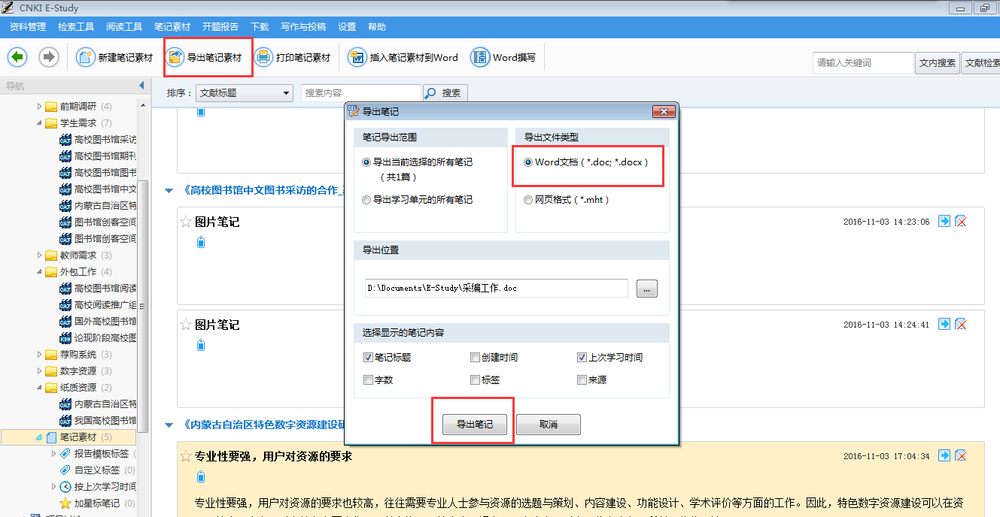 CNKI E-Study
资料管理 检索工具 阅读工具 笔记素材 开题报告 下载 写作与投稿 设置 帮助
新建笔记素材 导出笔记素材 打印笔记素材 插入笔记素材到Word Word撰写
请输入关键词 文内搜索 文献检索
导航
排序： 文献标题 搜索内容 搜索
前期调研 (4)
学生需求 (7)
高校图书馆采访
高校图书馆期刊
高校图书馆图书
高校图书馆中文
内蒙古自治区特
图书馆创客空间
图书馆创客空间
教师需求 (3)
外包工作 (4)
高校图书馆阅读
高校阅读推广组
国外高校图书馆
论现阶段高校图
荐购系统 (3)
数字资源 (3)
纸质资源 (2)
内蒙古自治区特
我国高校图书馆
笔记素材 (5)
报告模板标签 (
自定义标签 (0)
按上次学习时间
加星标笔记 (0)
《高校图书馆中文图书采访的合作_
图片笔记
2016-11-03 14:23:06
图片笔记
2016-11-03 14:24:41
《内蒙古自治区特色数字资源建设研
专业性要强，用户对资源的要求
2016-11-03 17:04:34
专业性要强，用户对资源的要求也较高，往往需要专业人士参与资源的选题与策划、内容建设、功能设计、学术评价等方面的工作。因此，特色数字资源建设可以在资
导出笔记
笔记导出范围
导出当前选择的所有笔记
（共1篇）
导出学习单元的所有笔记
导出文件类型
Word文档（*.doc; *.docx）
网页格式（*.mht）
导出位置
D:\Documents\E-Study\采编工作.doc
...
选择显示的笔记内容
笔记标题 创建时间 上次学习时间
字数 标签 来源
导出笔记 取消